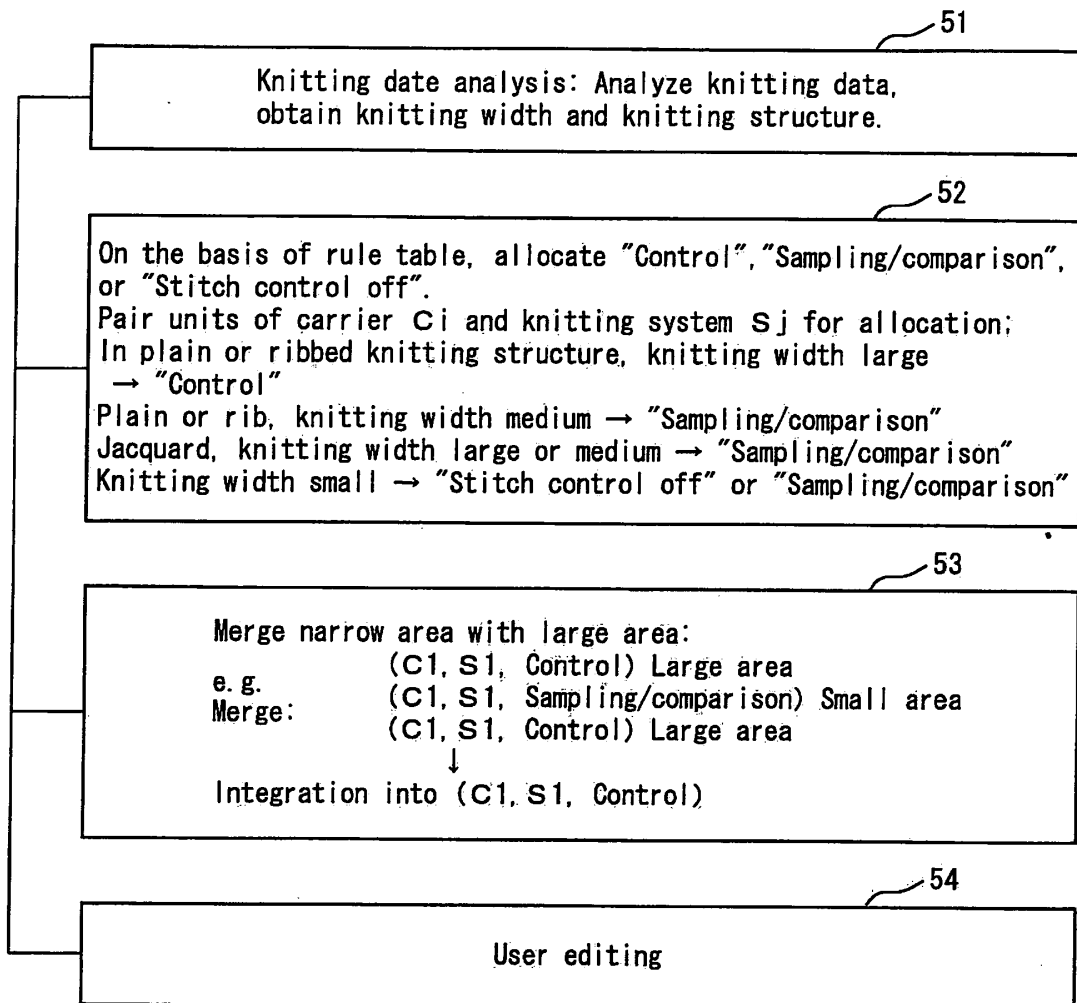 51
Knitting date analysis: Analyze knitting data,
obtain knitting width and knitting structure.
52
On the basis of rule table, allocate "Control","Sampling/comparison",
or "Stitch control off".
Pair units of carrier Ci and knitting system Sj for allocation;
In plain or ribbed knitting structure, knitting width large
→ "Control"
Plain or rib, knitting width medium → "Sampling/comparison"
Jacquard, knitting width large or medium → "Sampling/comparison"
Knitting width small → "Stitch control off" or "Sampling/comparison"
53
Merge narrow area with large area:
(C1, S1, Control) Large area
e.g.
(C1, S1, Sampling/comparison) Small area
Merge:
(C1, S1, Control) Large area
↓
Integration into (C1, S1, Control)
54
User editing